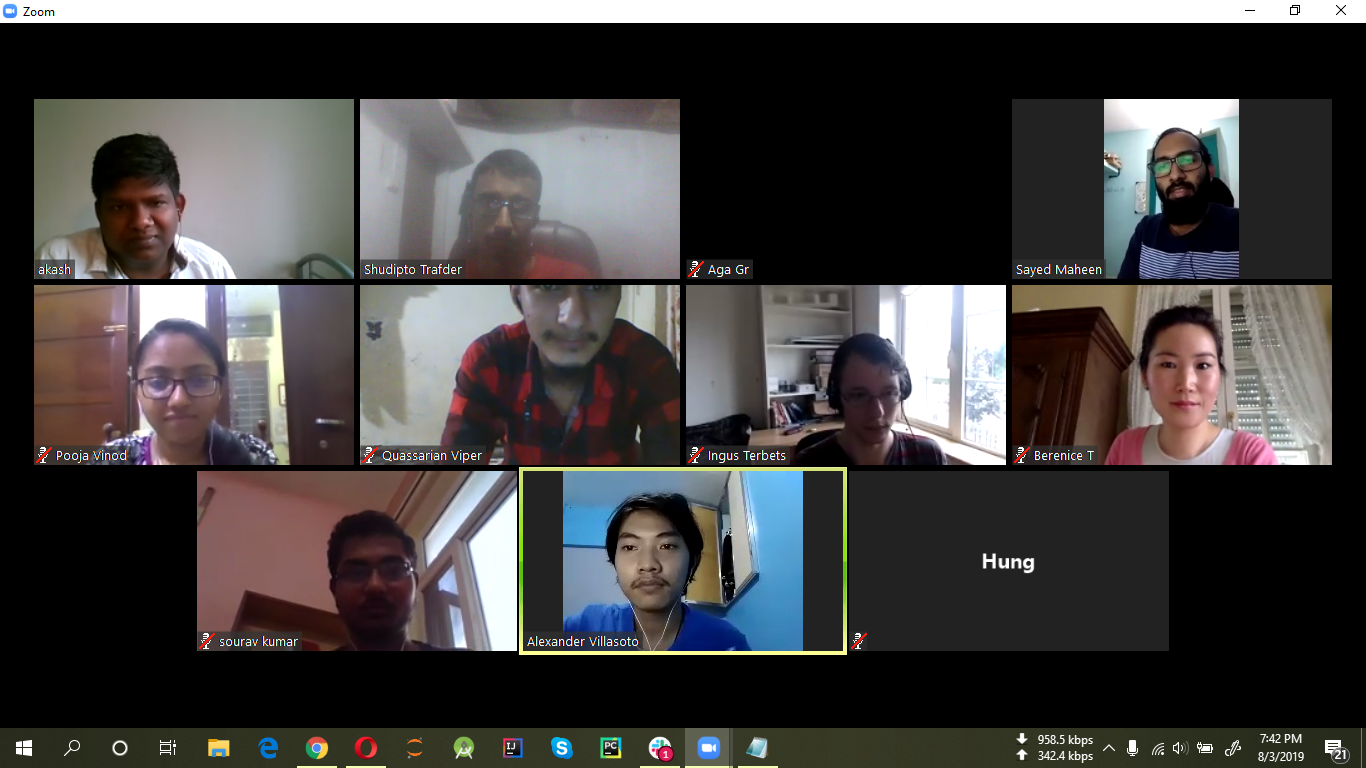 Zoom
akash
Shudipto Trafder
Aga Gr
Sayed Maheen
Pooja Vinod
Quassarian Viper
Ingus Terbets
Berenice T
sourav kumar
Alexander Villasoto
Hung
IJ
PC
1
958.5 kbps
342.4 kbps
7:42 PM
8/3/2019
21